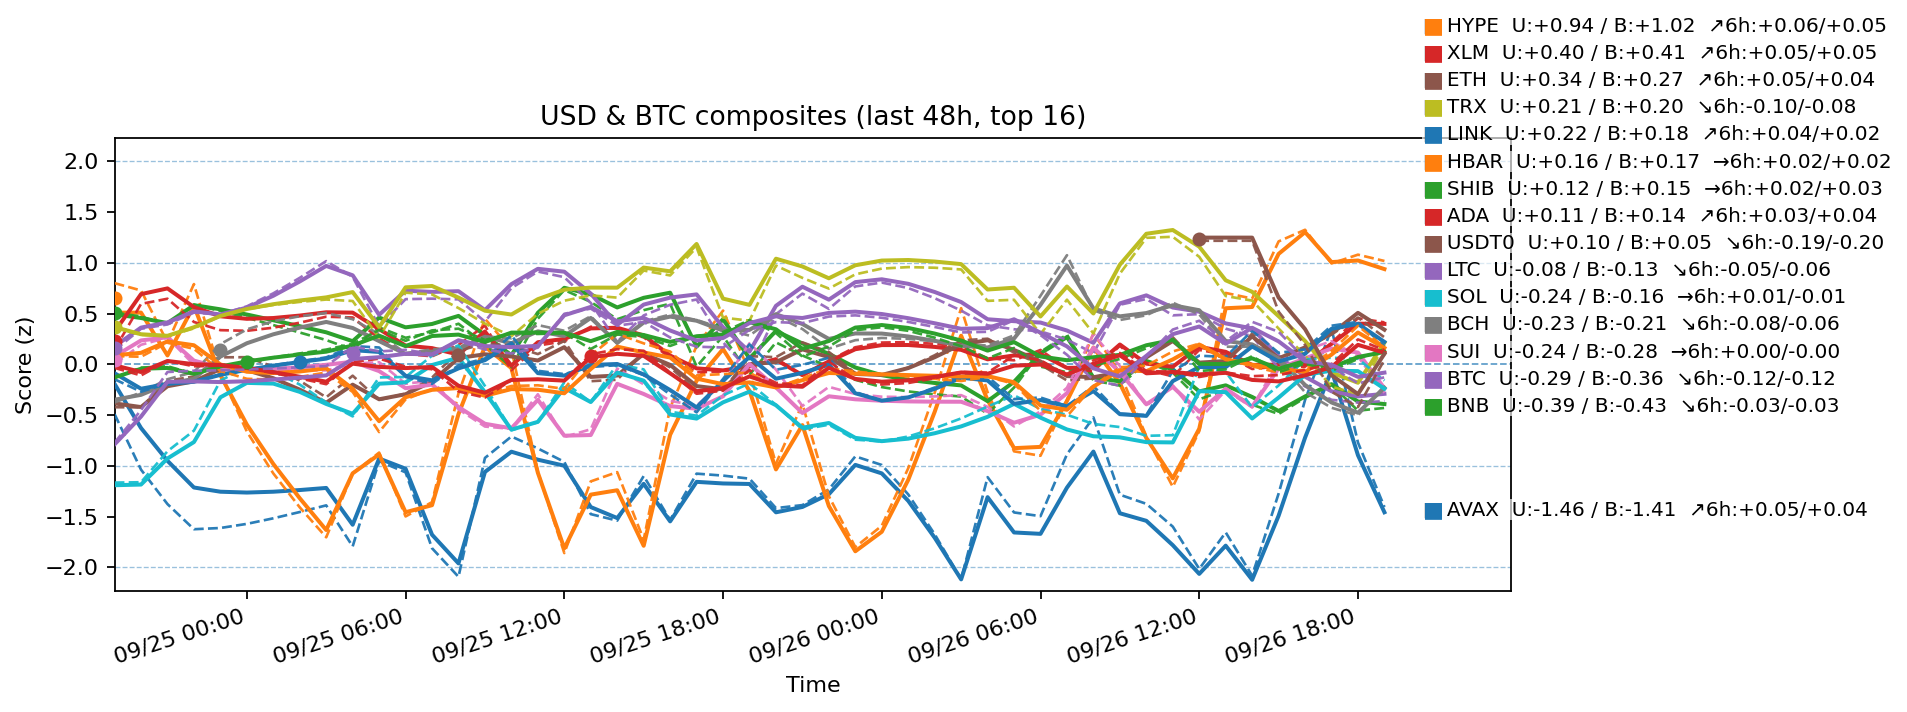 USD & BTC composites (last 48h, top 16)
Score (z)
2.0
1.5
1.0
0.5
0.0
−0.5
−1.0
−1.5
−2.0
09/25 00:00
09/25 06:00
09/25 12:00
09/25 18:00
09/26 00:00
09/26 06:00
09/26 12:00
09/26 18:00
Time
HYPE U:+0.94 / B:+1.02 ↗6h:+0.06/+0.05
XLM U:+0.40 / B:+0.41 ↗6h:+0.05/+0.05
ETH U:+0.34 / B:+0.27 ↗6h:+0.05/+0.04
TRX U:+0.21 / B:+0.20 ↘6h:-0.10/-0.08
LINK U:+0.22 / B:+0.18 ↗6h:+0.04/+0.02
HBAR U:+0.16 / B:+0.17 →6h:+0.02/+0.02
SHIB U:+0.12 / B:+0.15 →6h:+0.02/+0.03
ADA U:+0.11 / B:+0.14 ↗6h:+0.03/+0.04
USDT0 U:+0.10 / B:+0.05 ↘6h:-0.19/-0.20
LTC U:-0.08 / B:-0.13 ↘6h:-0.05/-0.06
SOL U:-0.24 / B:-0.16 →6h:+0.01/-0.01
BCH U:-0.23 / B:-0.21 ↘6h:-0.08/-0.06
SUI U:-0.24 / B:-0.28 →6h:+0.00/-0.00
BTC U:-0.29 / B:-0.36 ↘6h:-0.12/-0.12
BNB U:-0.39 / B:-0.43 ↘6h:-0.03/-0.03
AVAX U:-1.46 / B:-1.41 ↗6h:+0.05/+0.04